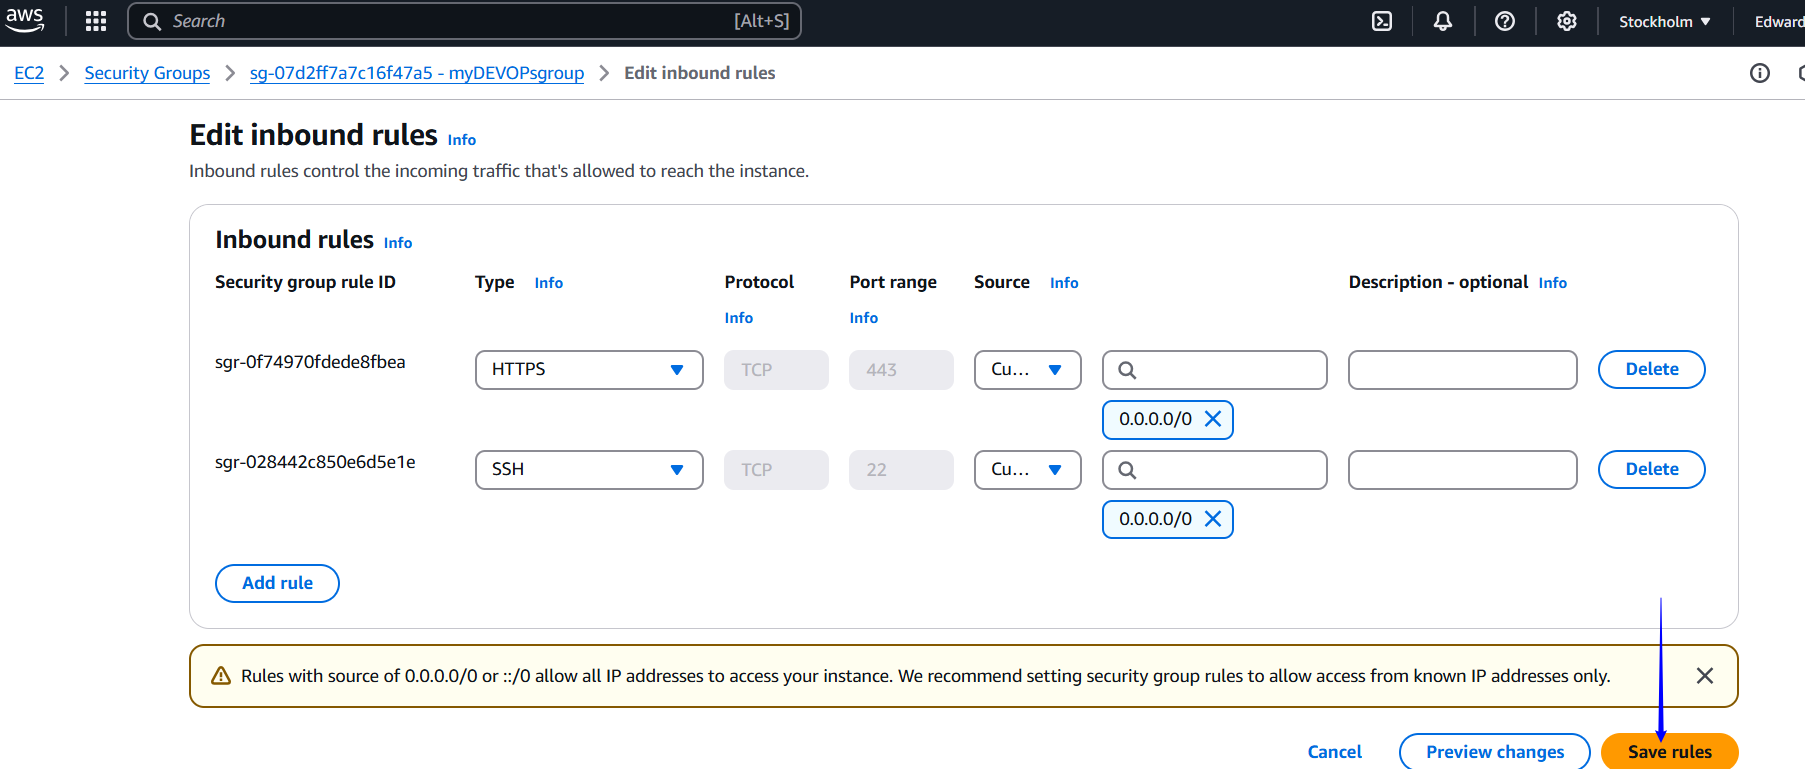 aws Search [Alt+S] Stockholm Edward
EC2 Security Groups sg-07d2ff7a7c16f47a5 - myDEVOPsgroup Edit inbound rules
Edit inbound rules Info
Inbound rules control the incoming traffic that's allowed to reach the instance.
Inbound rules Info
Security group rule ID Type Info Protocol Port range Source Info Description - optional Info
Info Info
sgr-0f74970fdede8fbea HTTPS TCP 443 Cu... Delete
0.0.0.0/0
sgr-028442c850e6d5e1e SSH TCP 22 Cu... Delete
0.0.0.0/0
Add rule
Rules with source of 0.0.0.0/0 or ::/0 allow all IP addresses to access your instance. We recommend setting security group rules to allow access from known IP addresses only.
Cancel Preview changes Save rules